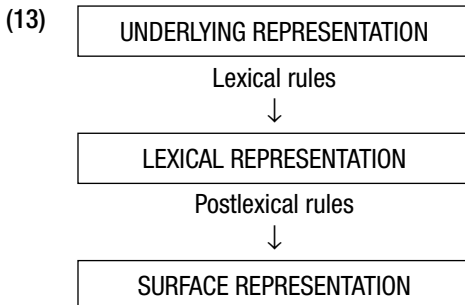 (13) UNDERLYING REPRESENTATION
Lexical rules
↓
LEXICAL REPRESENTATION
Postlexical rules
↓
SURFACE REPRESENTATION